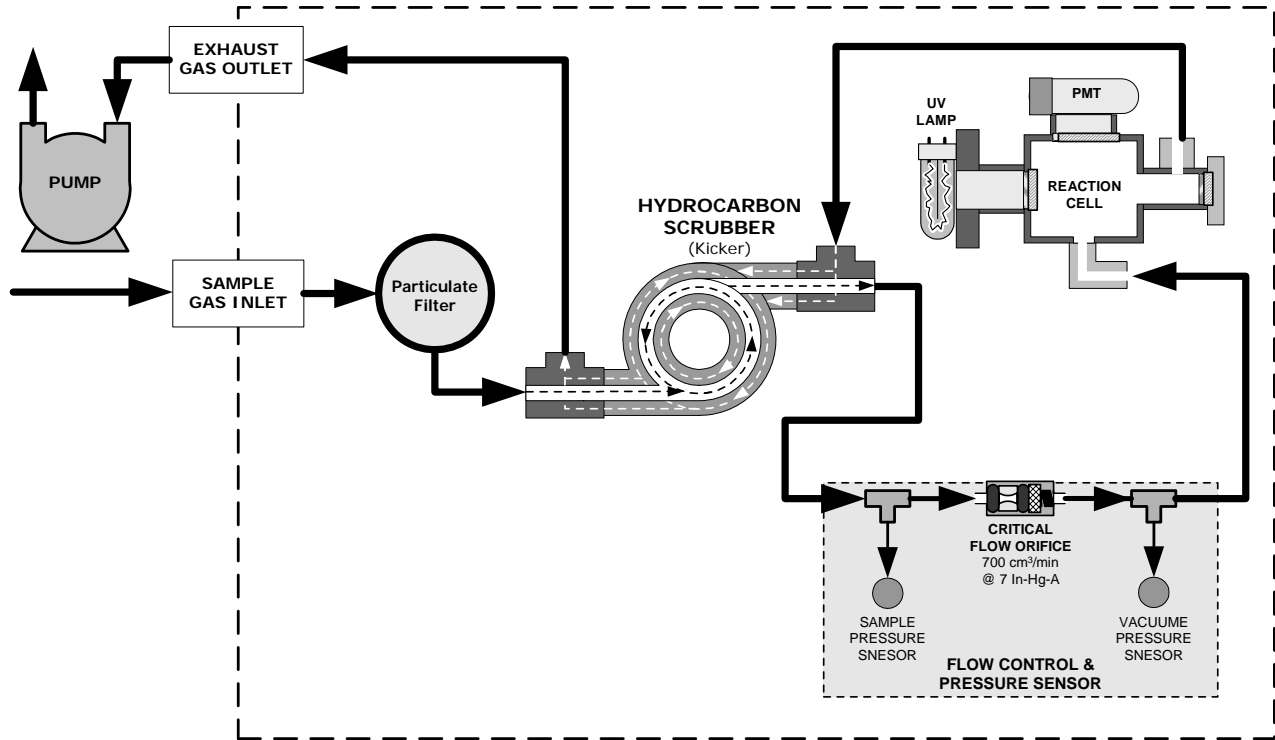 EXHAUST
GAS OUTLET
PUMP
SAMPLE
GAS INLET
Particulate
Filter
HYDROCARBON
SCRUBBER
(Kicker)
UV
LAMP
PMT
REACTION
CELL
CRITICAL
FLOW ORIFICE
700 cm³/min
@ 7 In-Hg-A
SAMPLE
PRESSURE
SNESOR
VACUUME
PRESSURE
SNESOR
FLOW CONTROL &
PRESSURE SENSOR